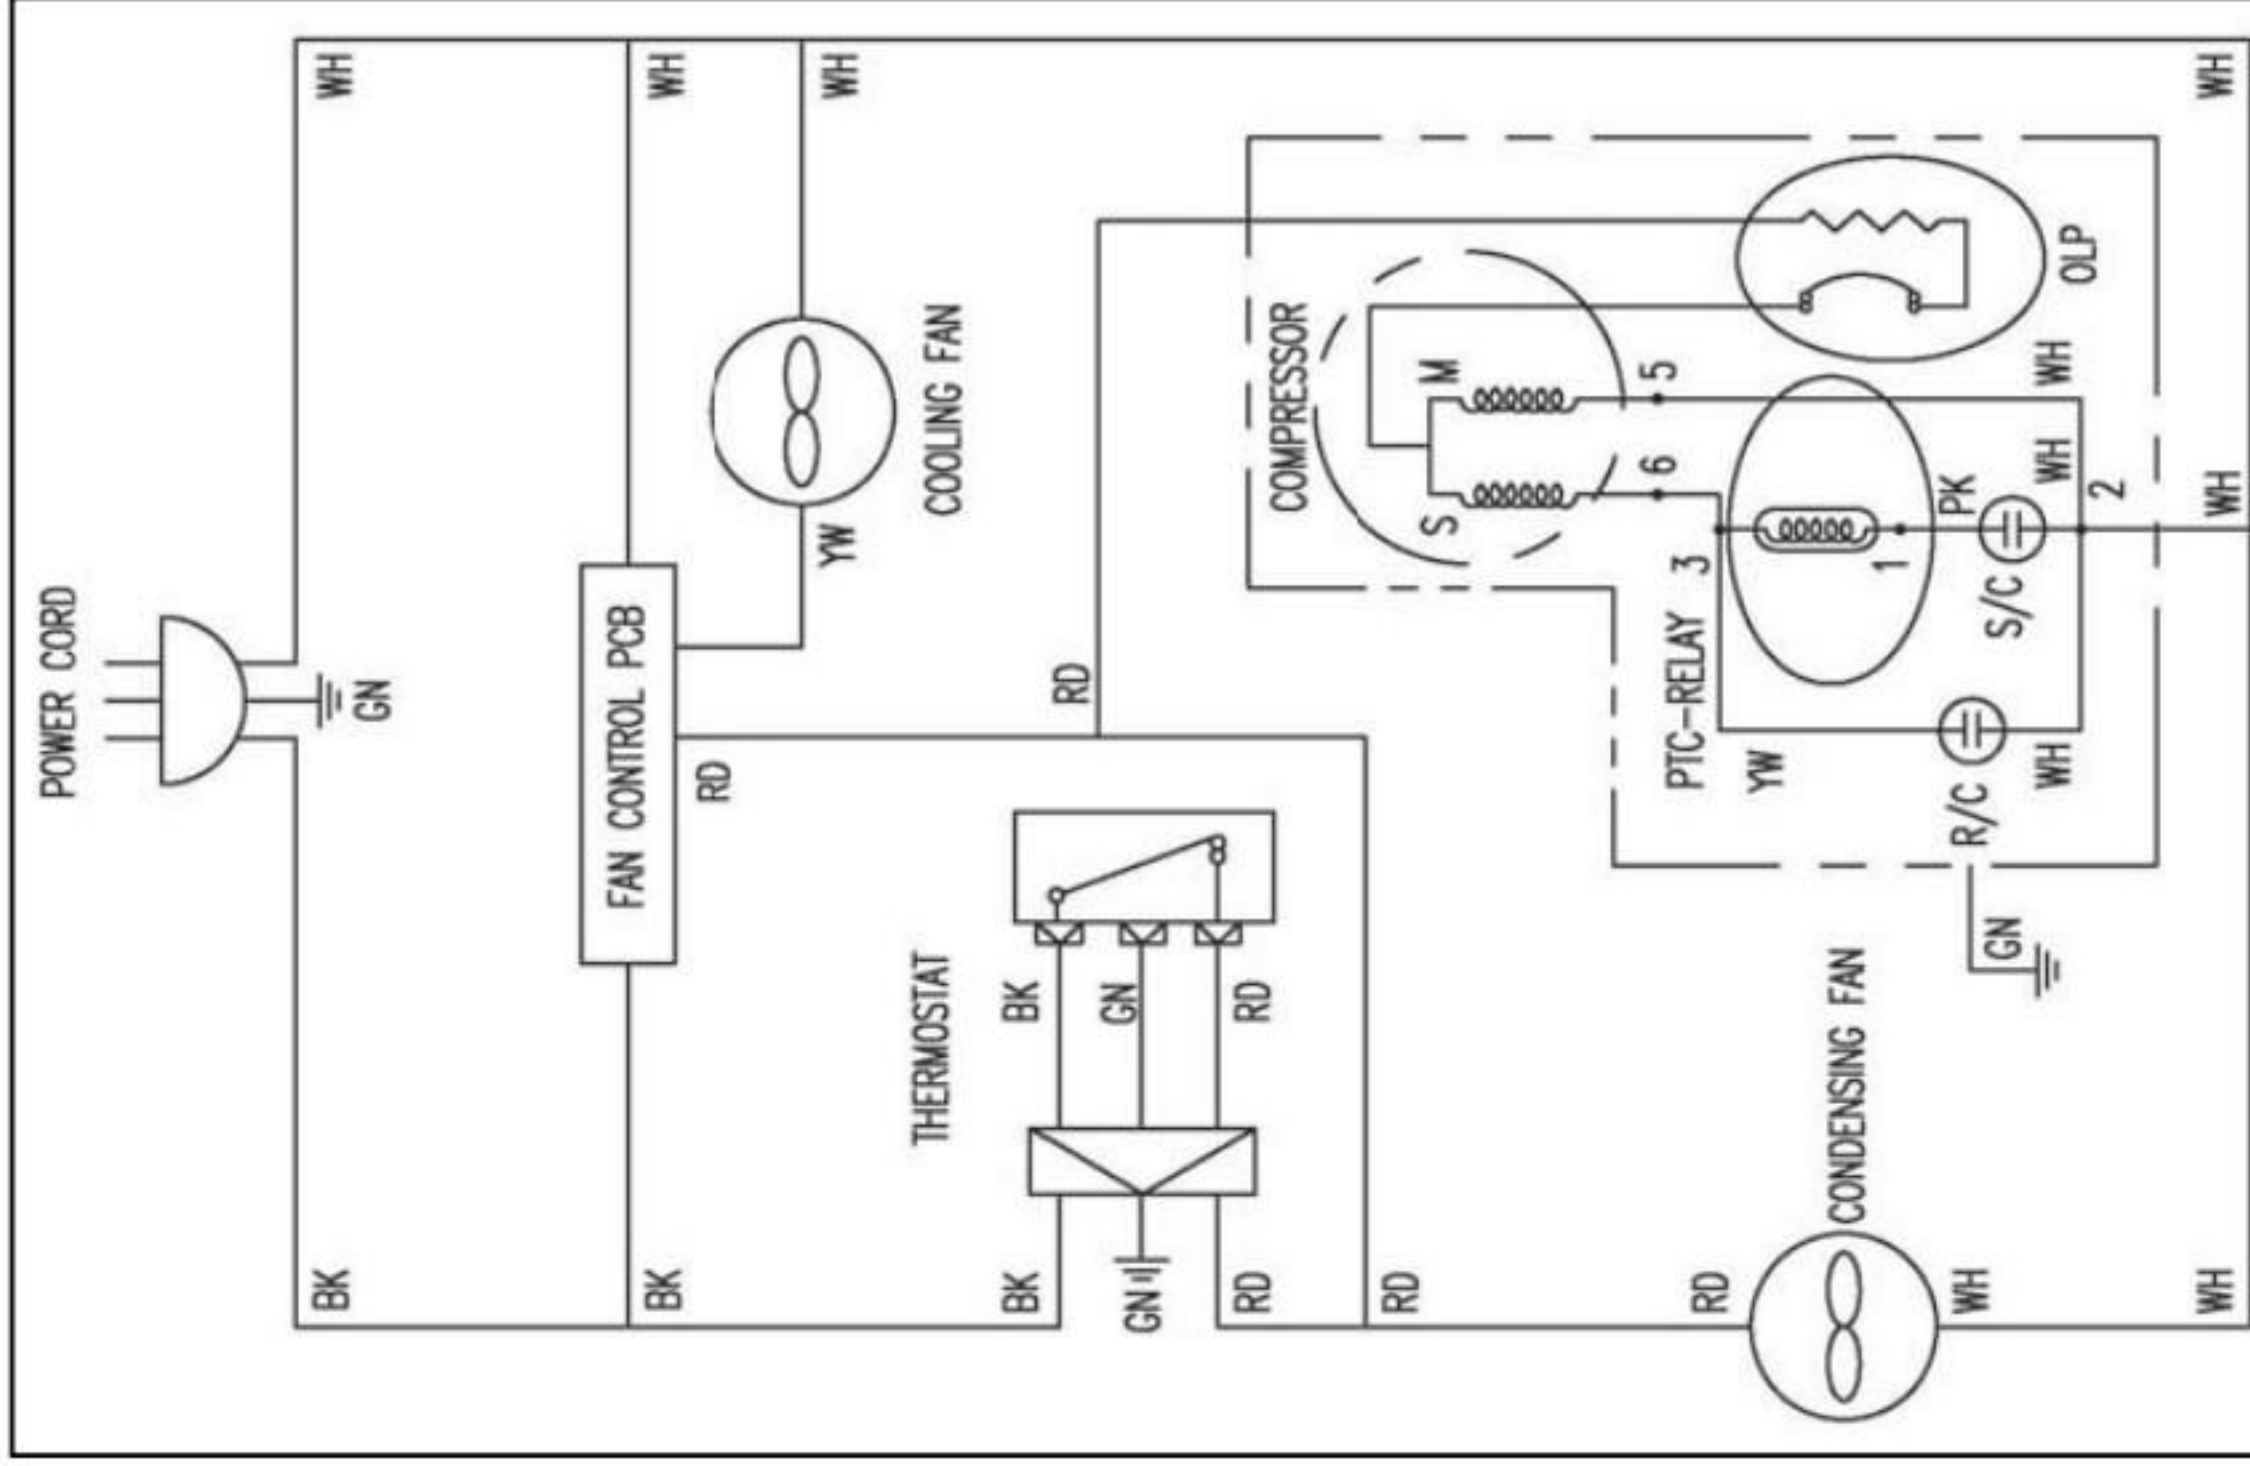 POWER CORD
BK
GN
WH
BK
FAN CONTROL PCB
WH
RD
YW
WH
COOLING FAN
THERMOSTAT
BK
BK
GN
GN
RD
RD
RD
RD
COMPRESSOR
S
M
6
5
PTC-RELAY
3
YW
1
PK
S/C
R/C
WH
WH
WH
2
OLP
GN
RD
CONDENSING FAN
WH
WH
WH
WH